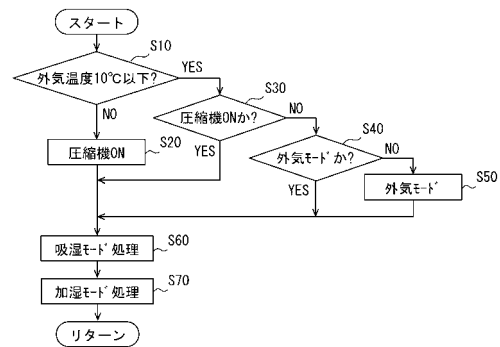 スタート
S10
外気温度10℃以下?
YES
NO
S30
圧縮機ONか?
NO
YES
S20
圧縮機ON
S40
外気ﾓｰﾄﾞか?
NO
YES
S50
外気ﾓｰﾄﾞ
S60
吸湿ﾓｰﾄﾞ処理
S70
加湿ﾓｰﾄﾞ処理
リターン